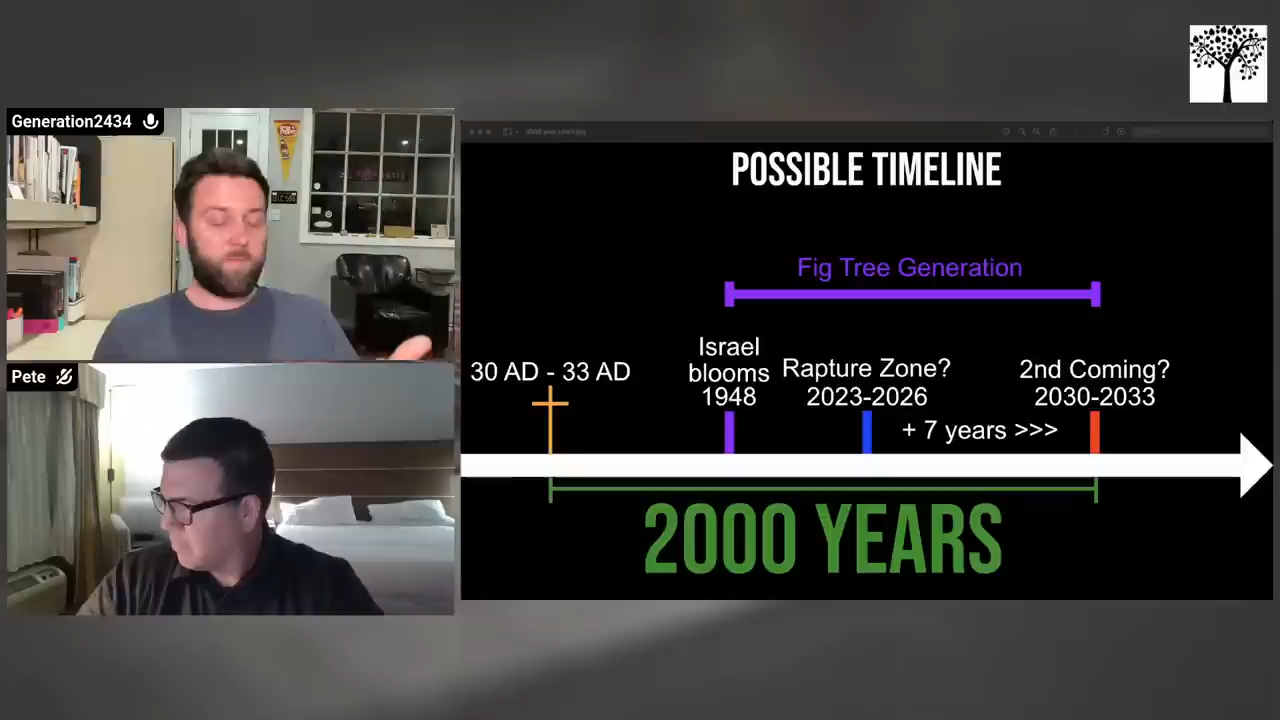 Generation2434
Pete
POSSIBLE TIMELINE
Fig Tree Generation
30 AD - 33 AD
Israel
blooms
1948
Rapture Zone?
2023-2026
+ 7 years >>>
2nd Coming?
2030-2033
2000 YEARS